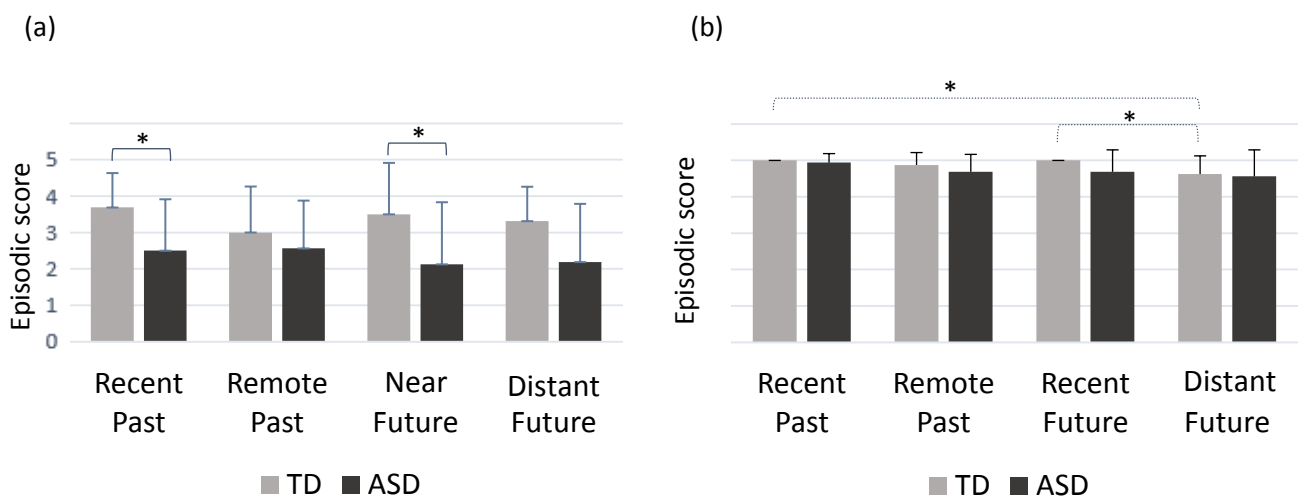 (a)
*
*
5
4
3
2
1
0
Episodic score
Recent Past
Remote Past
Near Future
Distant Future
TD ASD
(b)
*
*
Episodic score
Recent Past
Remote Past
Recent Future
Distant Future
TD ASD